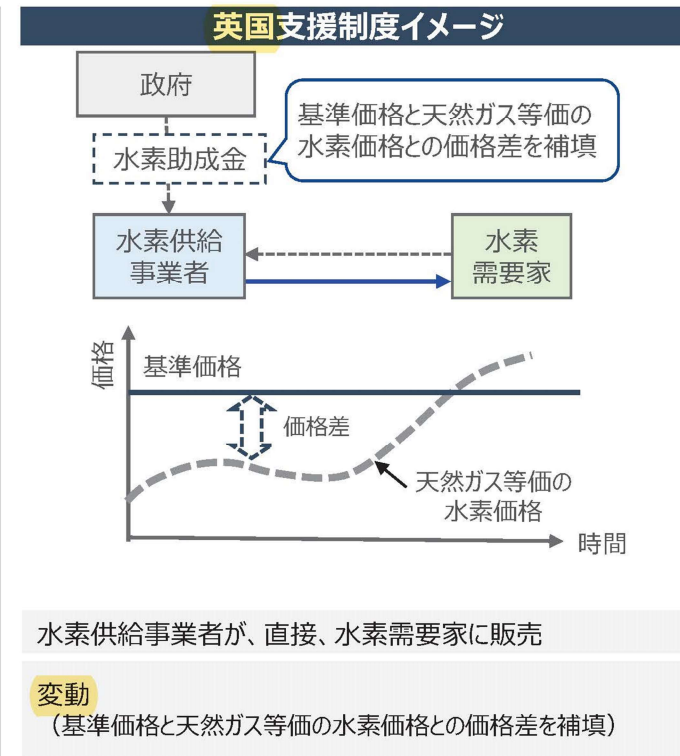 英国支援制度イメージ
政府
水素助成金
基準価格と天然ガス等価の
水素価格との価格差を補填
水素供給
事業者
水素
需要家
価格
基準価格
価格差
天然ガス等価の
水素価格
時間
水素供給事業者が、直接、水素需要家に販売
変動
（基準価格と天然ガス等価の水素価格との価格差を補填）